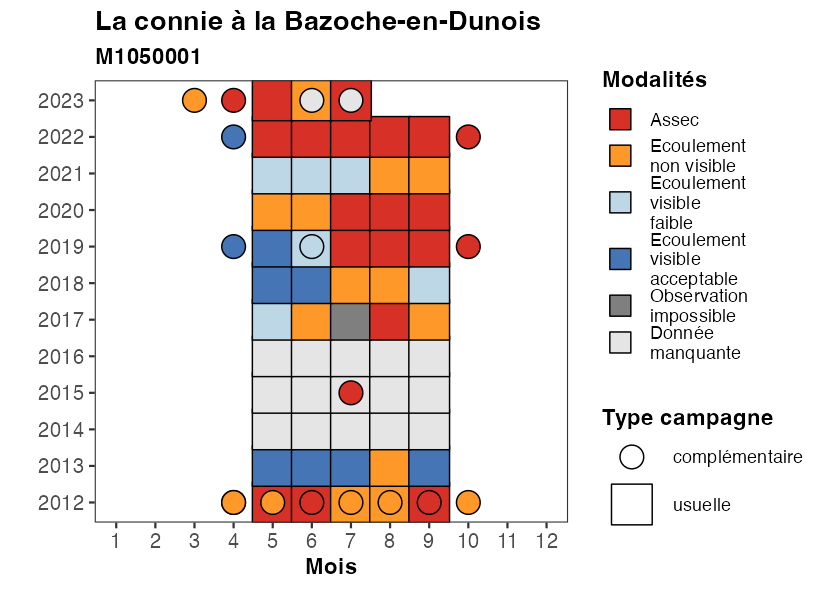 La connie à la Bazoche-en-Dunois
M1050001
2023
2022
2021
2020
2019
2018
2017
2016
2015
2014
2013
2012
1 2 3 4 5 6 7 8 9 10 11 12
Mois
Modalités
Assec
Ecoulement
non visible
Ecoulement
visible
faible
Ecoulement
visible
acceptable
Observation
impossible
Donnée
manquante
Type campagne
complémentaire
usuelle